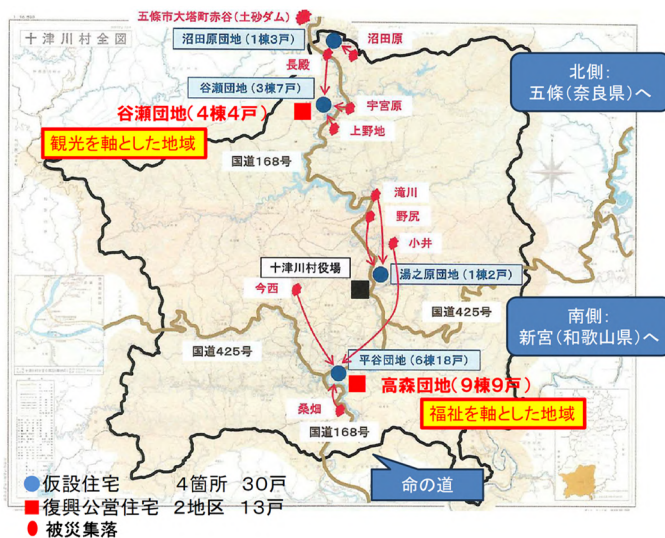 五條市大塔町赤谷(土砂ダム)
十津川村全図
沼田原団地(1棟3戸)
沼田原
長殿
北側:
五條(奈良県)へ
谷瀬団地(3棟7戸)
谷瀬団地(4棟4戸)
宇宮原
観光を軸とした地域
上野地
国道168号
滝川
野尻
小井
十津川村役場
湯之原団地(1棟2戸)
今西
国道425号
南側:
新宮(和歌山県)へ
国道425号
平谷団地(6棟18戸)
高森団地(9棟9戸)
桑畑
福祉を軸とした地域
国道168号
命の道
仮設住宅 4箇所 30戸
復興公営住宅 2地区 13戸
被災集落